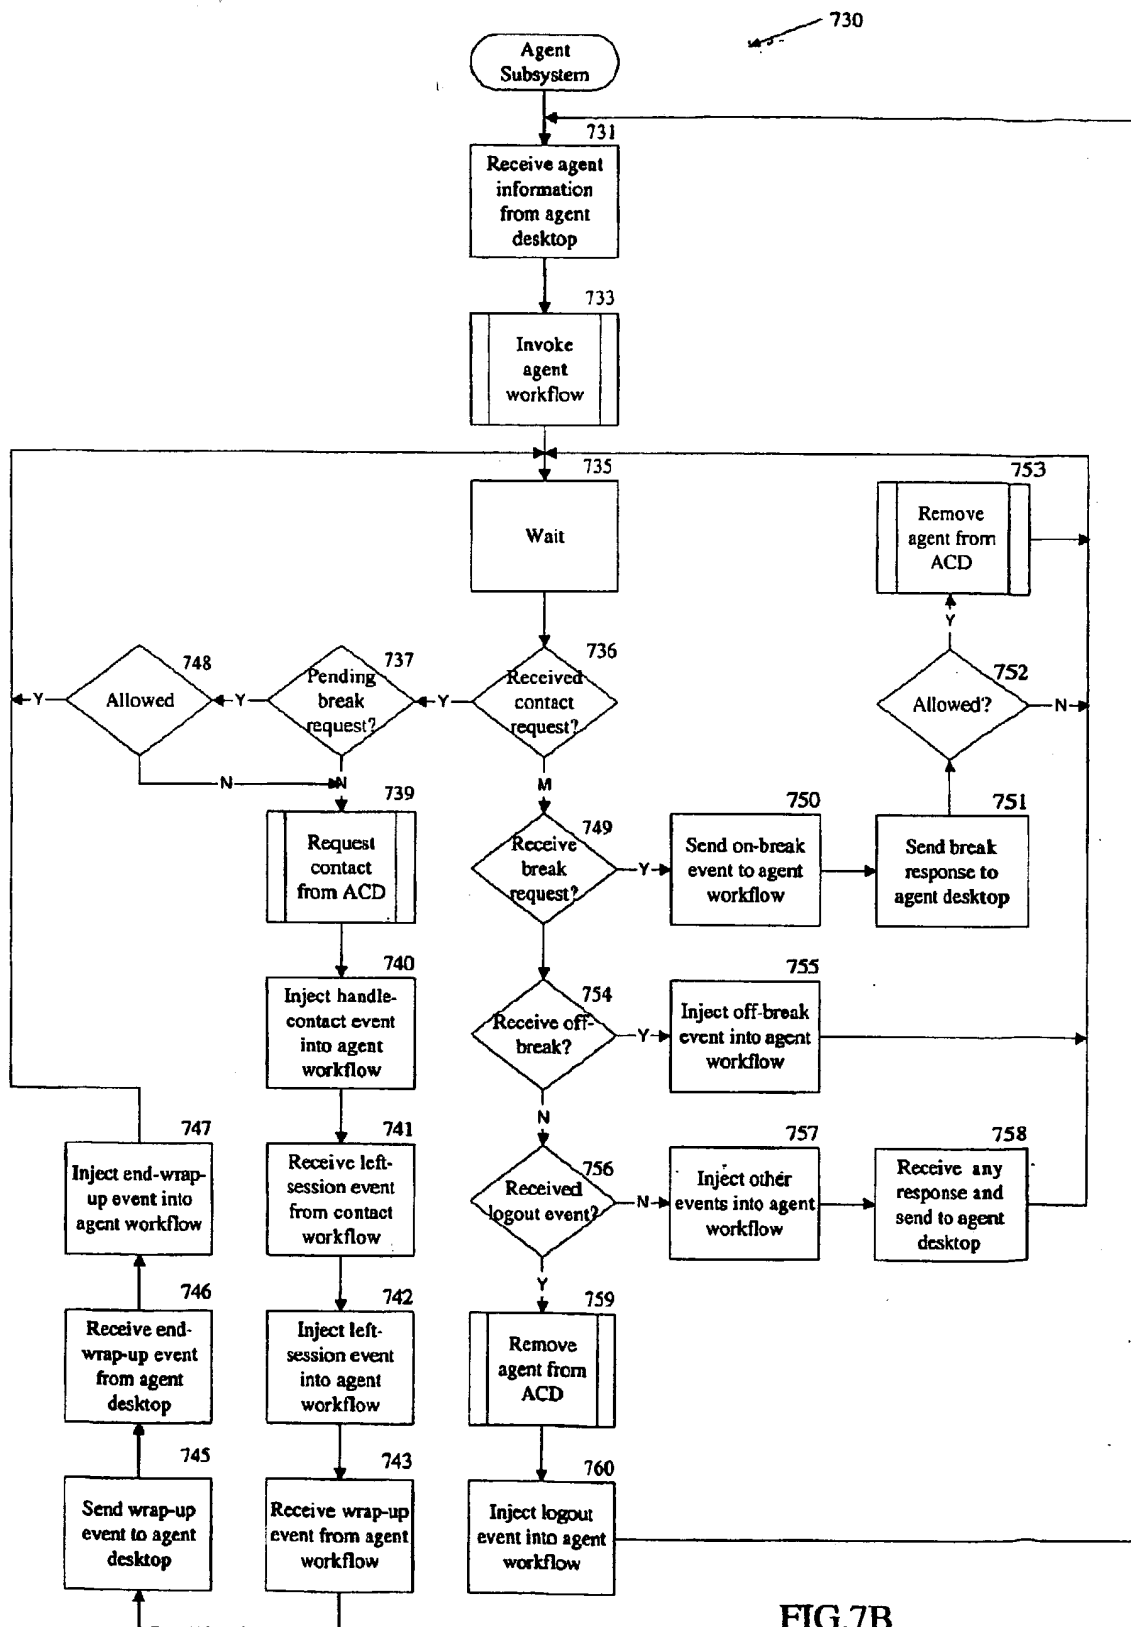 730
Agent
Subsystem
731
Receive agent
information
from agent
desktop
733
Invoke
agent
workflow
735
Wait
753
Remove
agent from
ACD
Y
748
Allowed
Y
737
Pending
break
request?
Y
736
Received
contact
request?
Y
752
Allowed?
N
N
N
M
739
Request
contact
from ACD
749
Receive
break
request?
Y
750
Send on-break
event to agent
workflow
751
Send break
response to
agent desktop
740
Inject handle-
contact event
into agent
workflow
754
Receive off-
break?
Y
755
Inject off-break
event into agent
workflow
N
747
Inject end-wrap-
up event into
agent workflow
741
Receive left-
session event
from contact
workflow
756
Received
logout event?
N
757
Inject other
events into agent
workflow
758
Receive any
response and
send to agent
desktop
Y
746
Receive end-
wrap-up event
from agent
desktop
742
Inject left-
session event
into agent
workflow
759
Remove
agent from
ACD
745
Send wrap-up
event to agent
desktop
743
Receive wrap-up
event from agent
workflow
760
Inject logout
event into agent
workflow
FIG.7B